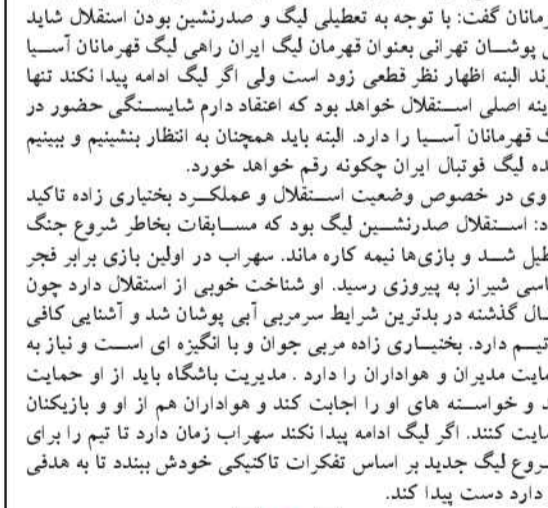 رمانان گفت: با توجه به تعطیلی لیگ و صدرنشین بودن استقلال شاید
ی پوشان تهرانی بعنوان قهرمان لیگ ایران راهی لیگ قهرمانان آسیا
وند البته اظهار نظر قطعی زود است ولی اگر لیگ ادامه پیدا نکند تنها
ینه اصلی استقلال خواهد بود که اعتقاد دارم شایستگی حضور در
گ قهرمانان آسیا را دارد. البته باید همچنان به انتظار بنشینیم و ببینیم
ده لیگ فوتبال ایران چگونه رقم خواهد خورد.
وی در خصوص وضعیت استقلال و عملکرد بختیاری زاده تاکید
د: استقلال صدرنشین لیگ بود که مسابقات بخاطر شروع جنگ
طیل شد و بازی‌ها نیمه کاره ماند. سهراب در اولین بازی برابر فجر
اسی شیراز به پیروزی رسید. او شناخت خوبی از استقلال دارد چون
ال گذشته در بدترین شرایط سرمربی آبی پوشان شد و آشنایی کافی
تیم دارد. بختیاری زاده مربی جوان و با انگیزه ای است و نیاز به
مایت مدیران و هواداران را دارد . مدیریت باشگاه باید از او حمایت
د و خواسته های او را اجابت کند و هواداران هم از او و بازیکنان
مایت کنند. اگر لیگ ادامه پیدا نکند سهراب زمان دارد تا تیم را برای
روع لیگ جدید بر اساس تفکرات تاکتیکی خودش ببندد تا به هدفی
دارد دست پیدا کند.